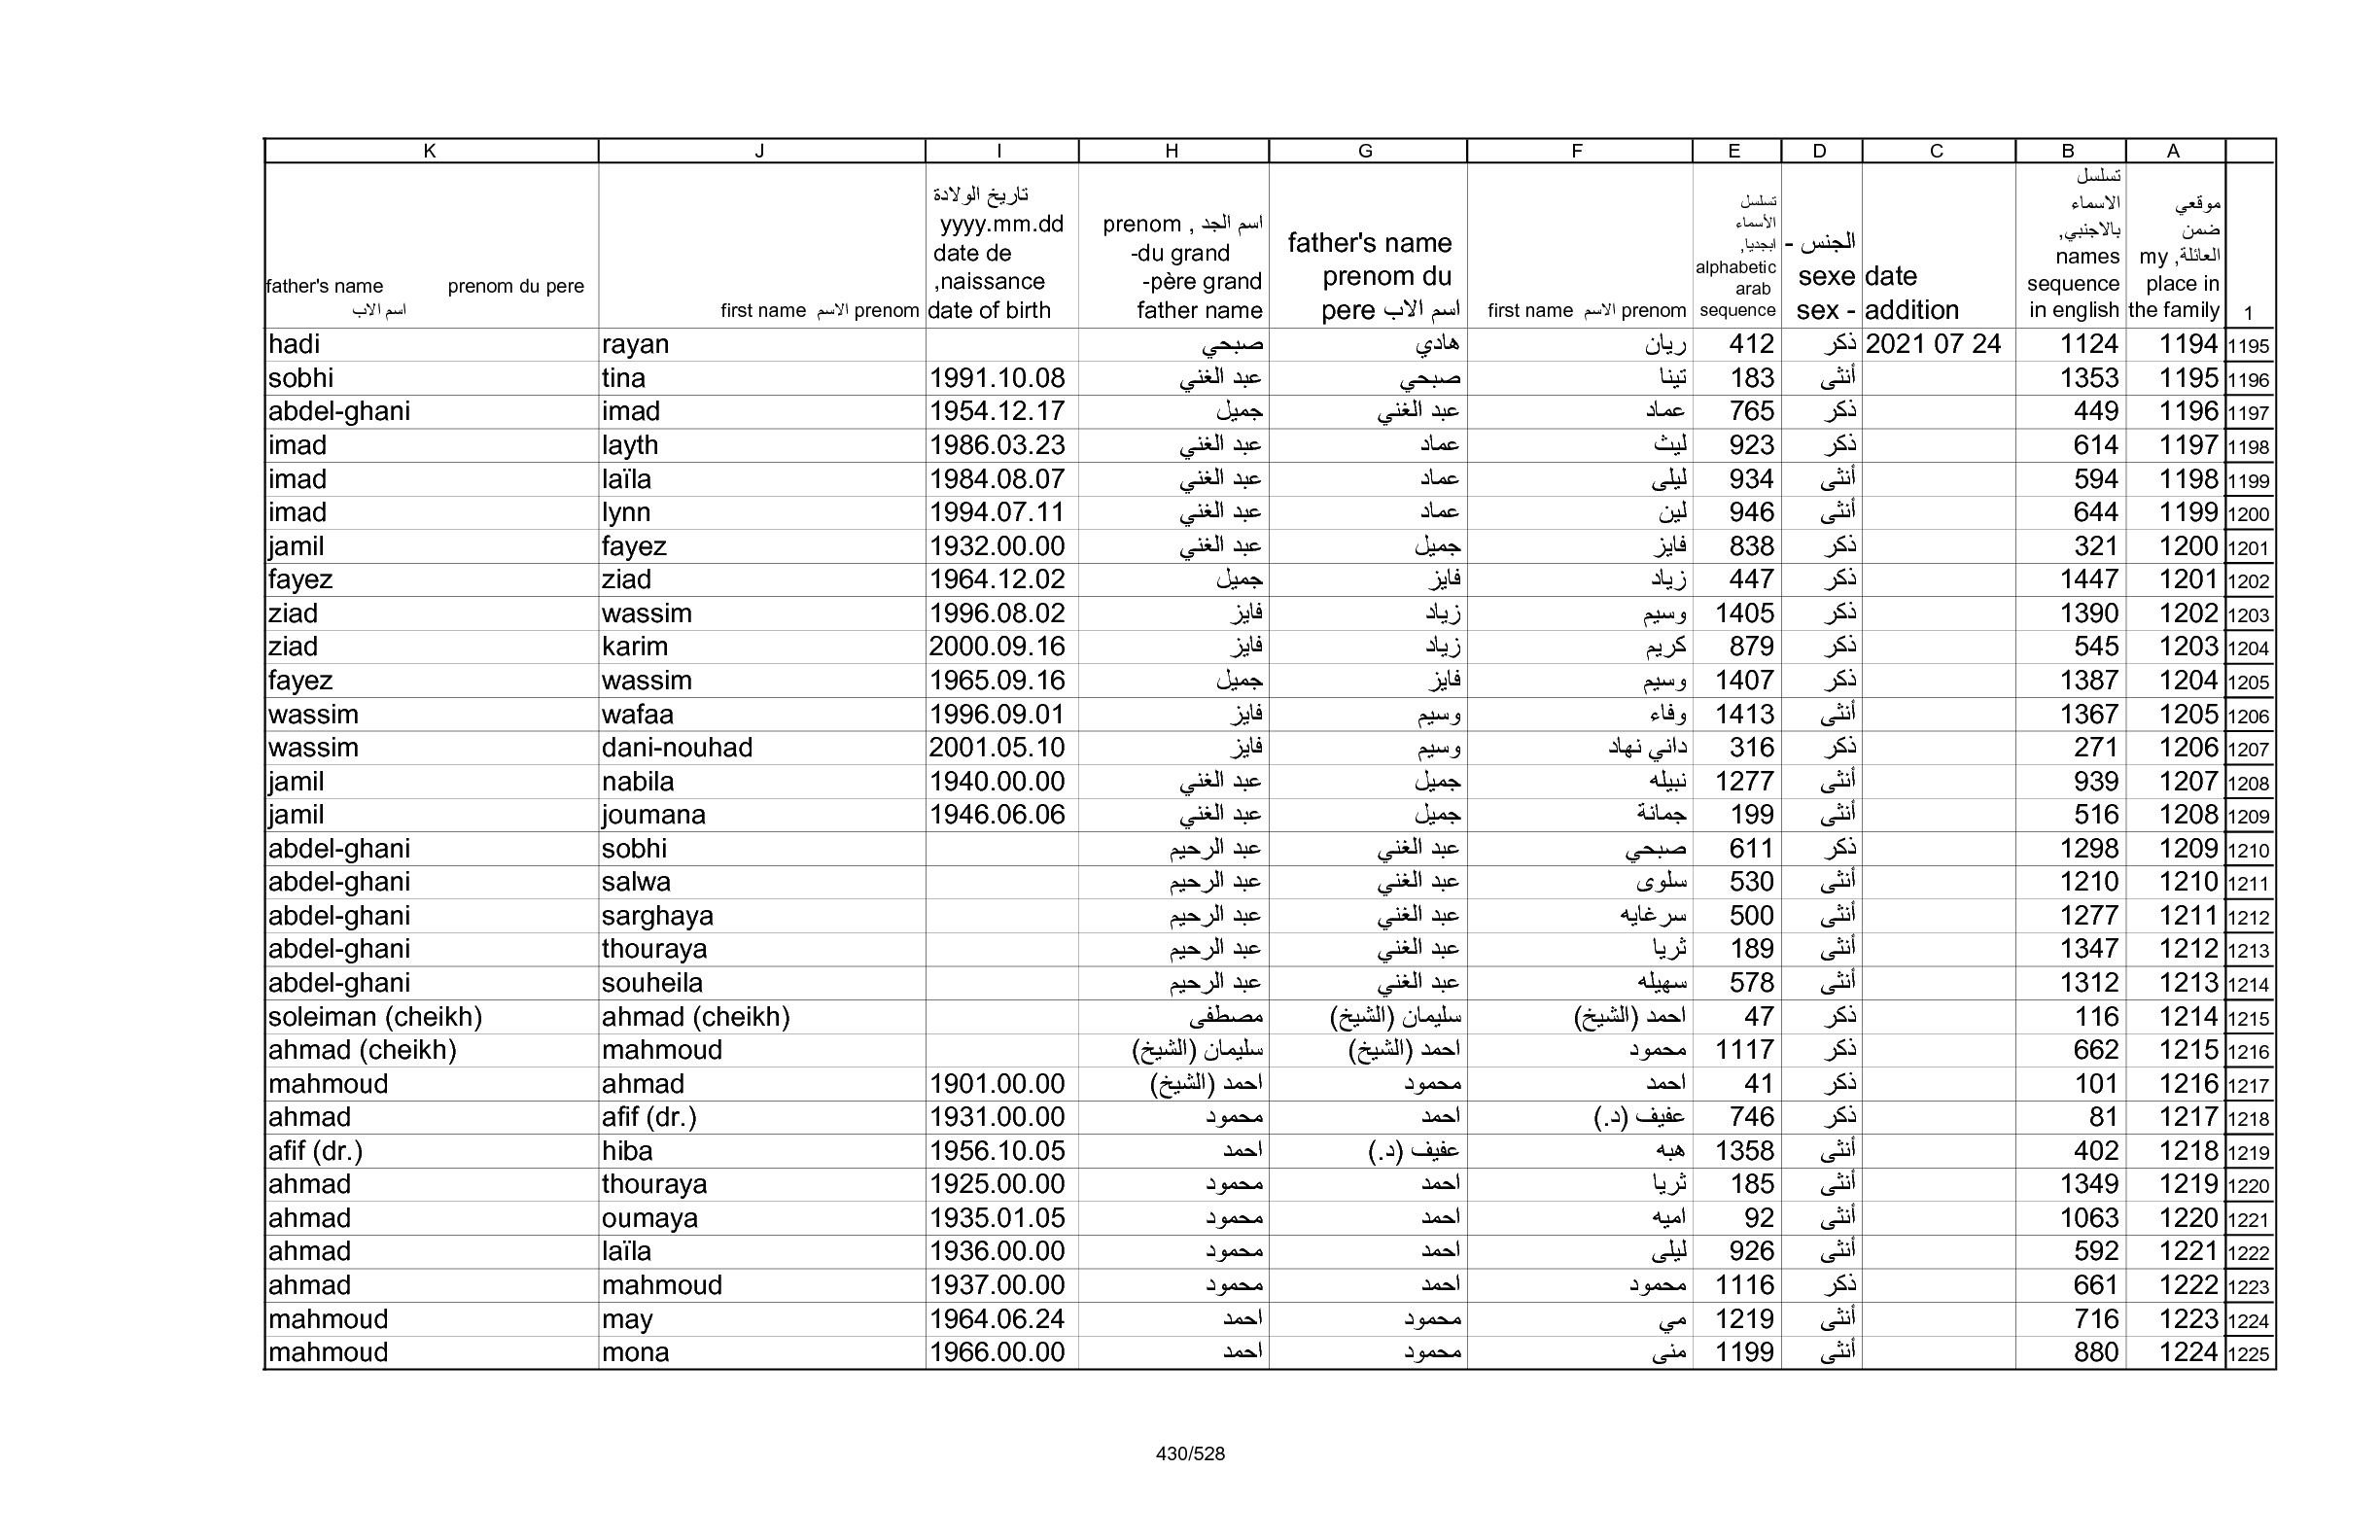 K J I H G F E D C B A
father's name prenom du pere اسم الاب
first name الاسم prenom
تاريخ الولادة yyyy.mm.dd date de naissance, date of birth
اسم الجد , prenom du grand- père grand- father name
father's name prenom du pere اسم الاب
first name الاسم prenom
تسلسل الأسماء ابجديا, alphabetic arab sequence
الجنس - sexe sex -
date addition
تسلسل الاسماء بالاجنبي, names sequence in english
موقعي ضمن العائلة, my place in the family
1
hadi rayan صبحي هادي ريان 412 ذكر 2021 07 24 1124 1194 1195
sobhi tina 1991.10.08 عبد الغني صبحي تينا 183 أنثى 1353 1195 1196
abdel-ghani imad 1954.12.17 جميل عبد الغني عماد 765 ذكر 449 1196 1197
imad layth 1986.03.23 عبد الغني عماد ليث 923 ذكر 614 1197 1198
imad laïla 1984.08.07 عبد الغني عماد ليلى 934 أنثى 594 1198 1199
imad lynn 1994.07.11 عبد الغني عماد لين 946 أنثى 644 1199 1200
jamil fayez 1932.00.00 عبد الغني جميل فايز 838 ذكر 321 1200 1201
fayez ziad 1964.12.02 جميل فايز زياد 447 ذكر 1447 1201 1202
ziad wassim 1996.08.02 فايز زياد وسيم 1405 ذكر 1390 1202 1203
ziad karim 2000.09.16 فايز زياد كريم 879 ذكر 545 1203 1204
fayez wassim 1965.09.16 جميل فايز وسيم 1407 ذكر 1387 1204 1205
wassim wafaa 1996.09.01 فايز وسيم وفاء 1413 أنثى 1367 1205 1206
wassim dani-nouhad 2001.05.10 فايز وسيم داني نهاد 316 ذكر 271 1206 1207
jamil nabila 1940.00.00 عبد الغني جميل نبيله 1277 أنثى 939 1207 1208
jamil joumana 1946.06.06 عبد الغني جميل جمانة 199 أنثى 516 1208 1209
abdel-ghani sobhi عبد الرحيم عبد الغني صبحي 611 ذكر 1298 1209 1210
abdel-ghani salwa عبد الرحيم عبد الغني سلوى 530 أنثى 1210 1210 1211
abdel-ghani sarghaya عبد الرحيم عبد الغني سرغايه 500 أنثى 1277 1211 1212
abdel-ghani thouraya عبد الرحيم عبد الغني ثريا 189 أنثى 1347 1212 1213
abdel-ghani souheila عبد الرحيم عبد الغني سهيله 578 أنثى 1312 1213 1214
soleiman (cheikh) ahmad (cheikh) مصطفى سليمان (الشيخ) احمد (الشيخ) 47 ذكر 116 1214 1215
ahmad (cheikh) mahmoud سليمان (الشيخ) احمد (الشيخ) محمود 1117 ذكر 662 1215 1216
mahmoud ahmad 1901.00.00 احمد (الشيخ) محمود احمد 41 ذكر 101 1216 1217
ahmad afif (dr.) 1931.00.00 محمود احمد عفيف (د.) 746 ذكر 81 1217 1218
afif (dr.) hiba 1956.10.05 احمد عفيف (د.) هبه 1358 أنثى 402 1218 1219
ahmad thouraya 1925.00.00 محمود احمد ثريا 185 أنثى 1349 1219 1220
ahmad oumaya 1935.01.05 محمود احمد اميه 92 أنثى 1063 1220 1221
ahmad laïla 1936.00.00 محمود احمد ليلى 926 أنثى 592 1221 1222
ahmad mahmoud 1937.00.00 محمود احمد محمود 1116 ذكر 661 1222 1223
mahmoud may 1964.06.24 احمد محمود مي 1219 أنثى 716 1223 1224
mahmoud mona 1966.00.00 احمد محمود منى 1199 أنثى 880 1224 1225
430/528